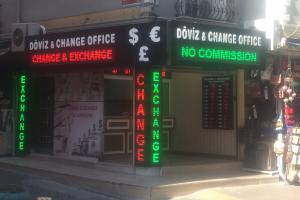 DÖVİZ & CHANGE OFFICE
CHANGE & EXCHANGE
$ €
£
DÖVİZ & CHANGE OFFICE
NO COMMISSION
EXCHANGE
CHANGE
EXCHANGE